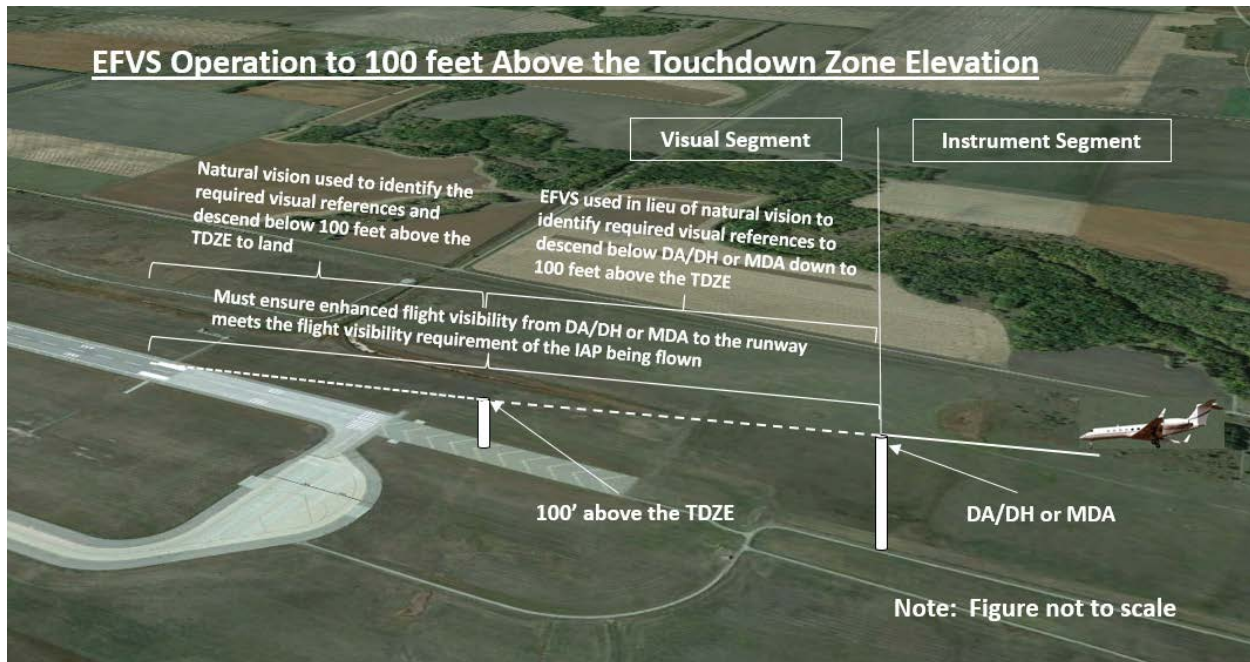 EFVS Operation to 100 feet Above the Touchdown Zone Elevation
Visual Segment
Instrument Segment
Natural vision used to identify the
required visual references and
descend below 100 feet above the
TDZE to land
EFVS used in lieu of natural vision to
identify required visual references to
descend below DA/DH or MDA down to
100 feet above the TDZE
Must ensure enhanced flight visibility from DA/DH or MDA to the runway
meets the flight visibility requirement of the IAP being flown
100’ above the TDZE
DA/DH or MDA
Note:  Figure not to scale